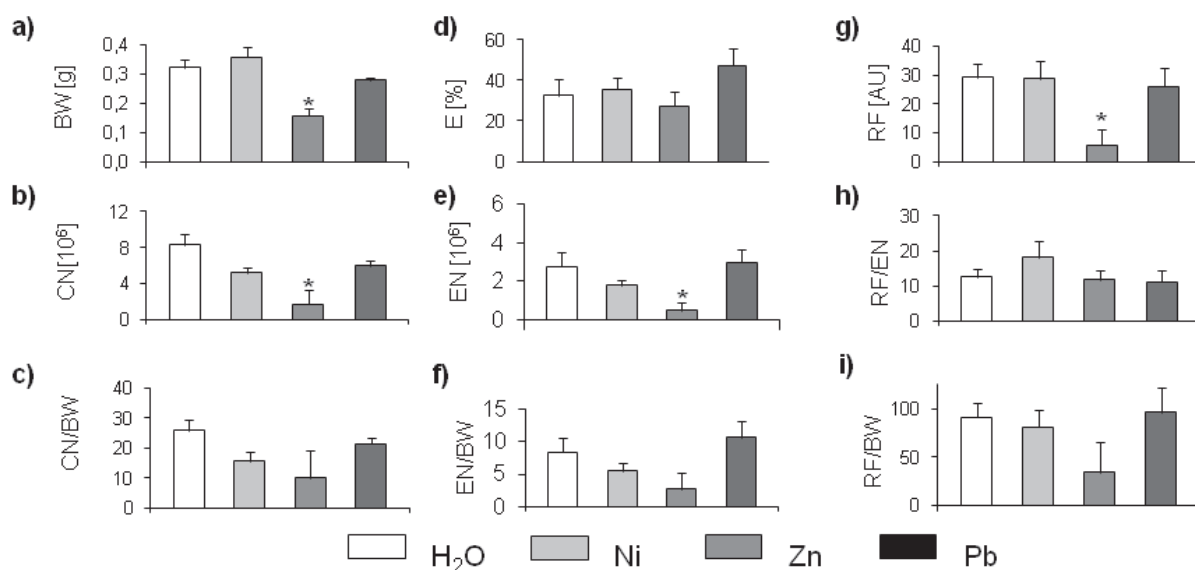 a)
BW [g]
0,4
0,3
0,2
0,1
0,0
*
b)
CN[10⁶]
12
8
4
0
*
c)
CN/BW
40
30
20
10
0
d)
E [%]
60
40
20
0
e)
EN [10⁶]
6
4
2
0
*
f)
EN/BW
15
10
5
0
g)
RF [AU]
40
30
20
10
0
*
h)
RF/EN
30
20
10
0
i)
RF/BW
100
50
0
H₂O Ni Zn Pb